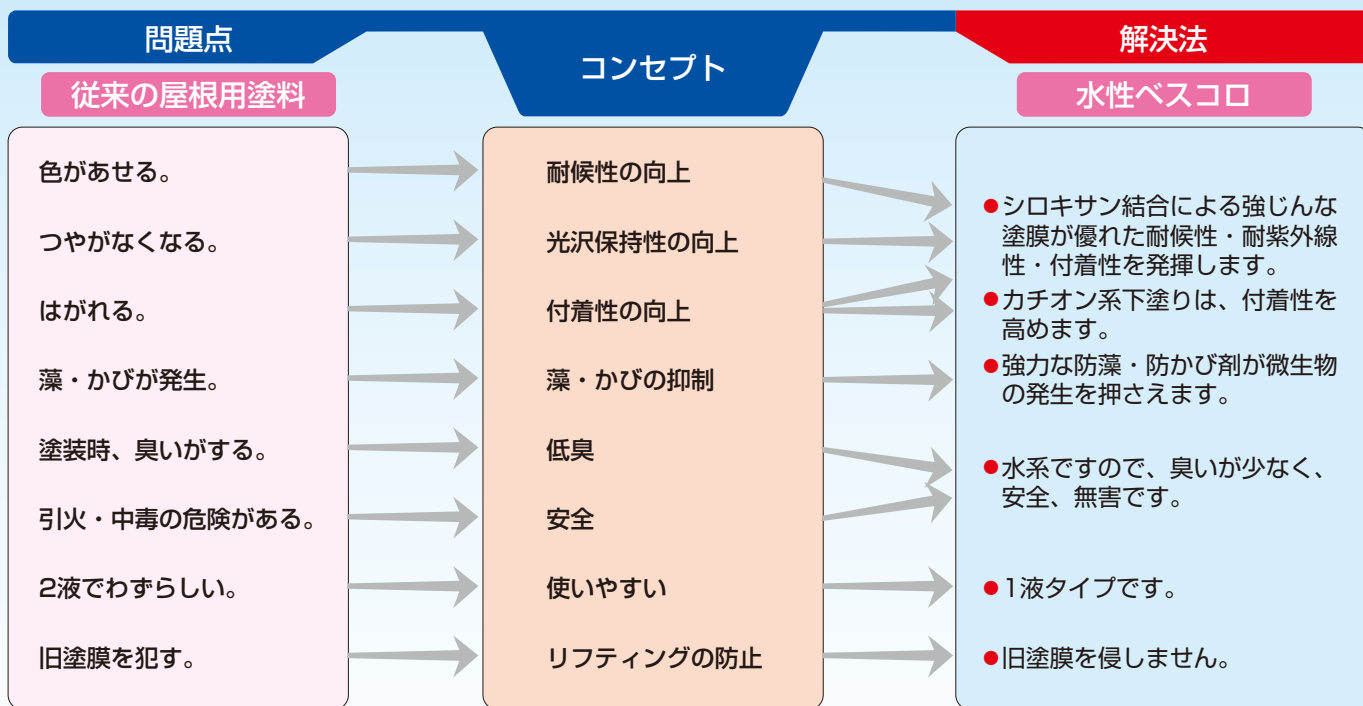 問題点
コンセプト
解決法
従来の屋根用塗料
水性ベスコロ
色があせる。
つやがなくなる。
はがれる。
藻・かびが発生。
塗装時、臭いがする。
引火・中毒の危険がある。
2液でわずらしい。
旧塗膜を犯す。
耐候性の向上
光沢保持性の向上
付着性の向上
藻・かびの抑制
低臭
安全
使いやすい
リフティングの防止
●シロキサン結合による強じんな
塗膜が優れた耐候性・耐紫外線
性・付着性を発揮します。
●カチオン系下塗りは、付着性を
高めます。
●強力な防藻・防かび剤が微生物
の発生を押さえます。
●水系ですので、臭いが少なく、
安全、無害です。
●1液タイプです。
●旧塗膜を侵しません。